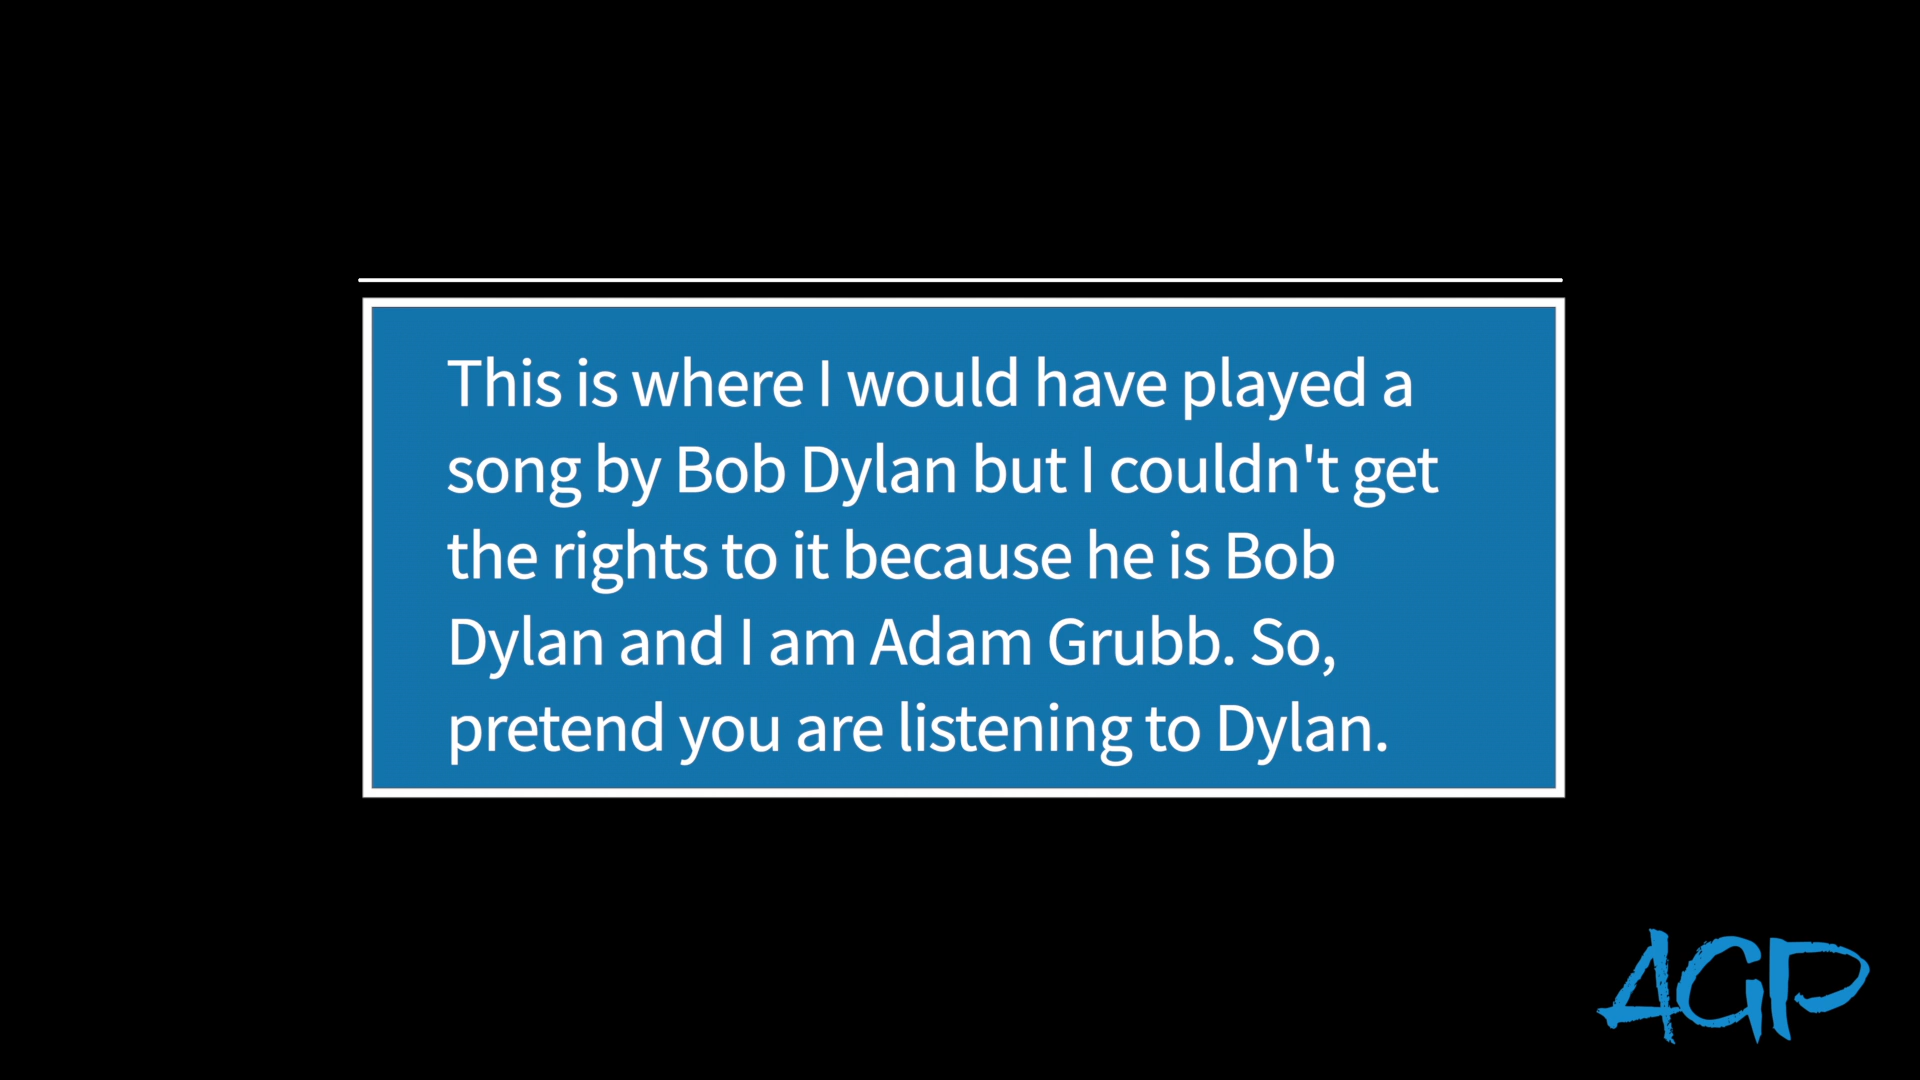 This is where I would have played a
song by Bob Dylan but I couldn't get
the rights to it because he is Bob
Dylan and I am Adam Grubb. So,
pretend you are listening to Dylan.
AGP